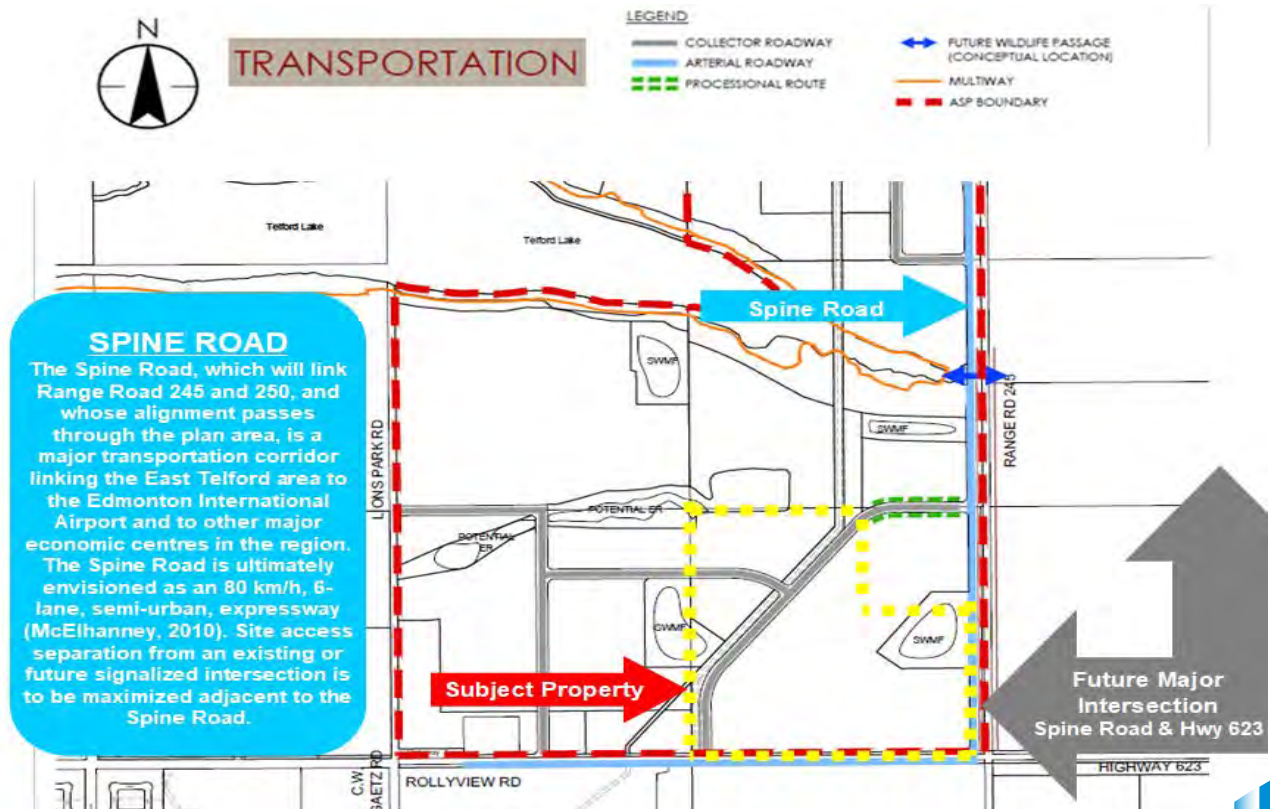 N
TRANSPORTATION
LEGEND
COLLECTOR ROADWAY
ARTERIAL ROADWAY
PROCESSIONAL ROUTE
FUTURE WILDLIFE PASSAGE
(CONCEPTUAL LOCATION)
MULTIWAY
ASP BOUNDARY
Telford Lake
Telford Lake
Spine Road
SPINE ROAD
The Spine Road, which will link
Range Road 245 and 250, and
whose alignment passes
through the plan area, is a
major transportation corridor
linking the East Telford area to
the Edmonton International
Airport and to other major
economic centres in the region.
The Spine Road is ultimately
envisioned as an 80 km/h, 6-
lane, semi-urban, expressway
(McElhanney, 2010). Site access
separation from an existing or
future signalized intersection is
to be maximized adjacent to the
Spine Road.
SWMF
SWMF
RANGE RD 245
LIONS PARK RD
POTENTIAL ER
POTENTIAL
ER
SWMF
SWMF
Subject Property
Future Major
Intersection
Spine Road & Hwy 623
C.W.
GAETZ RD
ROLLYVIEW RD
HIGHWAY 623